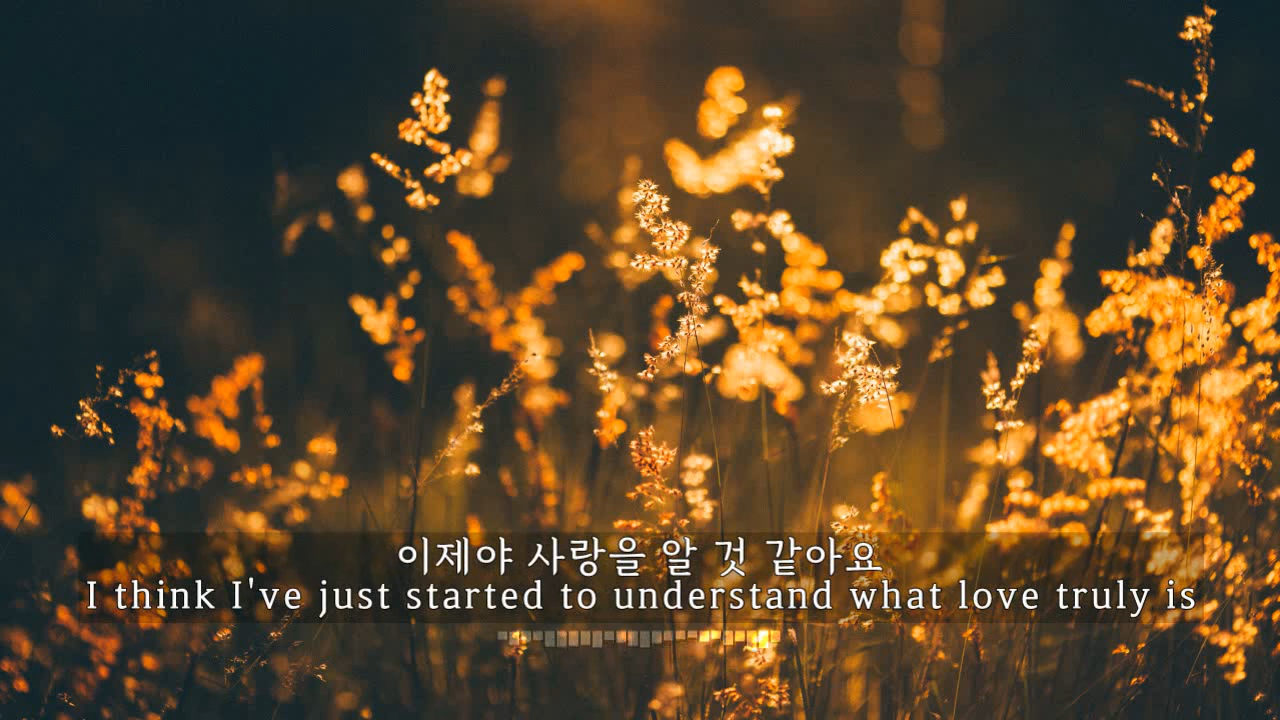 이제야 사랑을 알 것 같아요
I think I've just started to understand what love truly is